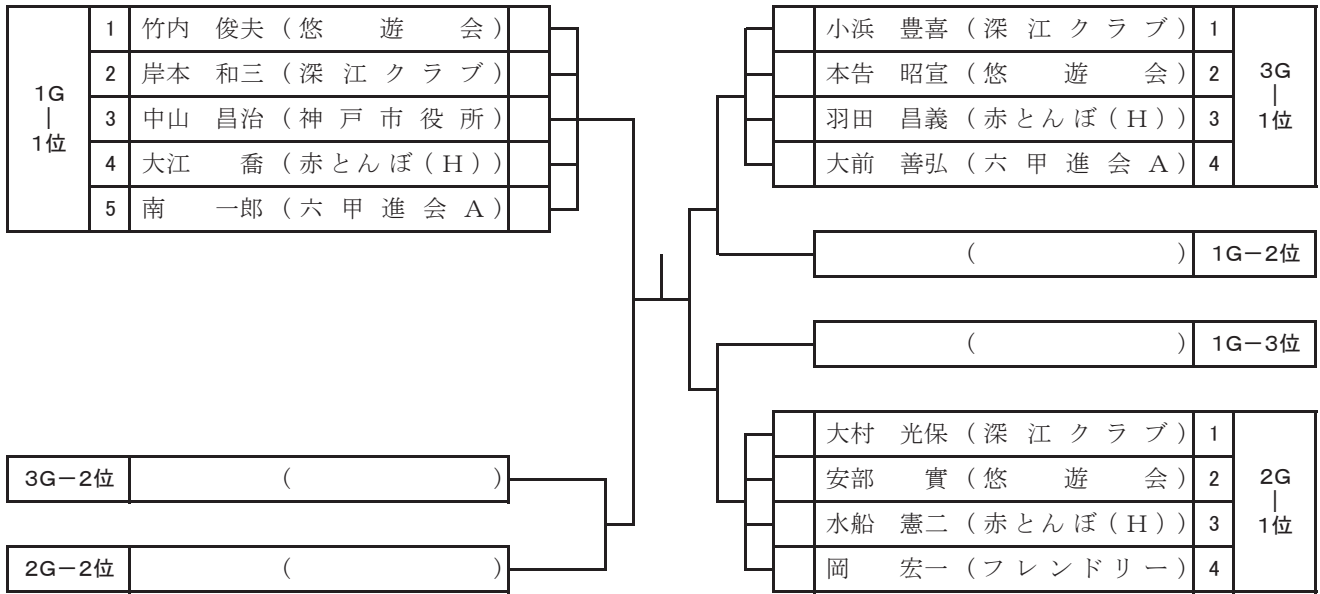 1G | 1位
1 竹内 俊夫 (悠遊会)
2 岸本 和三 (深江クラブ)
3 中山 昌治 (神戸市役所)
4 大江 喬 (赤とんぼ(H))
5 南 一郎 (六甲進会A)
3G-2位 ( )
2G-2位 ( )
小浜 豊喜 (深江クラブ) 1
本告 昭宣 (悠遊会) 2
羽田 昌義 (赤とんぼ(H)) 3
大前 善弘 (六甲進会A) 4
3G | 1位
( ) 1G-2位
( ) 1G-3位
大村 光保 (深江クラブ) 1
安部 實 (悠遊会) 2
水船 憲二 (赤とんぼ(H)) 3
岡 宏一 (フレンドリー) 4
2G | 1位